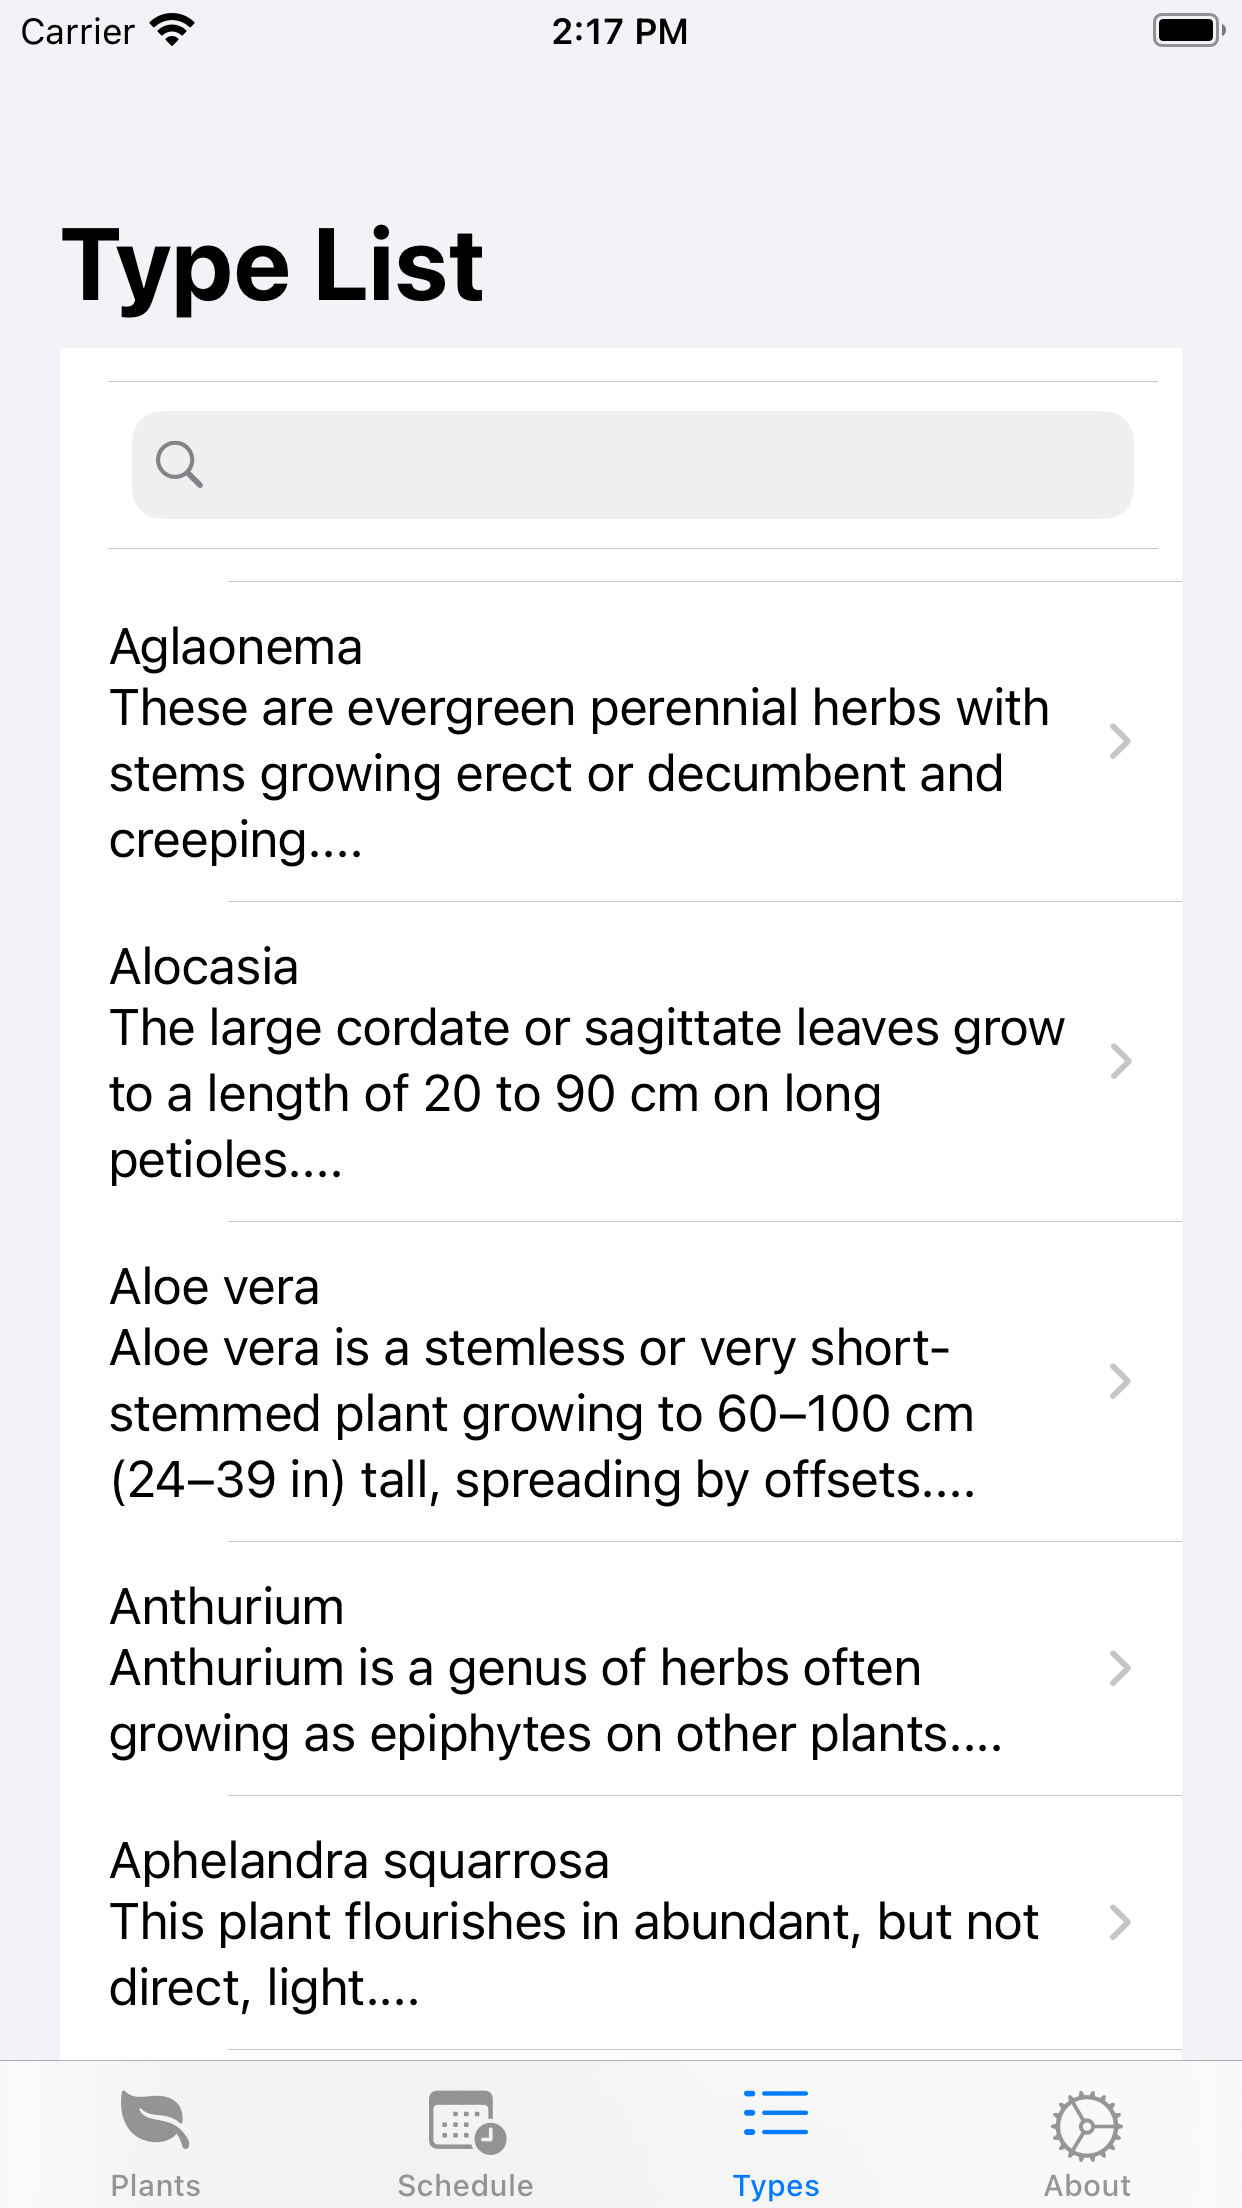 Carrier 2:17 PM
Type List
Aglaonema
These are evergreen perennial herbs with
stems growing erect or decumbent and
creeping....
Alocasia
The large cordate or sagittate leaves grow
to a length of 20 to 90 cm on long
petioles....
Aloe vera
Aloe vera is a stemless or very short-
stemmed plant growing to 60–100 cm
(24–39 in) tall, spreading by offsets....
Anthurium
Anthurium is a genus of herbs often
growing as epiphytes on other plants....
Aphelandra squarrosa
This plant flourishes in abundant, but not
direct, light....
Plants Schedule Types About